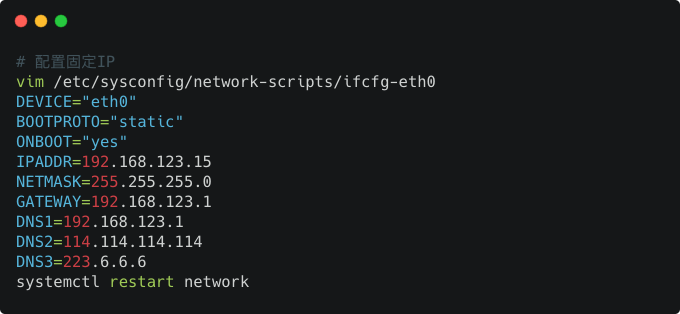 # 配置固定IP
vim /etc/sysconfig/network-scripts/ifcfg-eth0
DEVICE="eth0"
BOOTPROTO="static"
ONBOOT="yes"
IPADDR=192.168.123.15
NETMASK=255.255.255.0
GATEWAY=192.168.123.1
DNS1=192.168.123.1
DNS2=114.114.114.114
DNS3=223.6.6.6
systemctl restart network